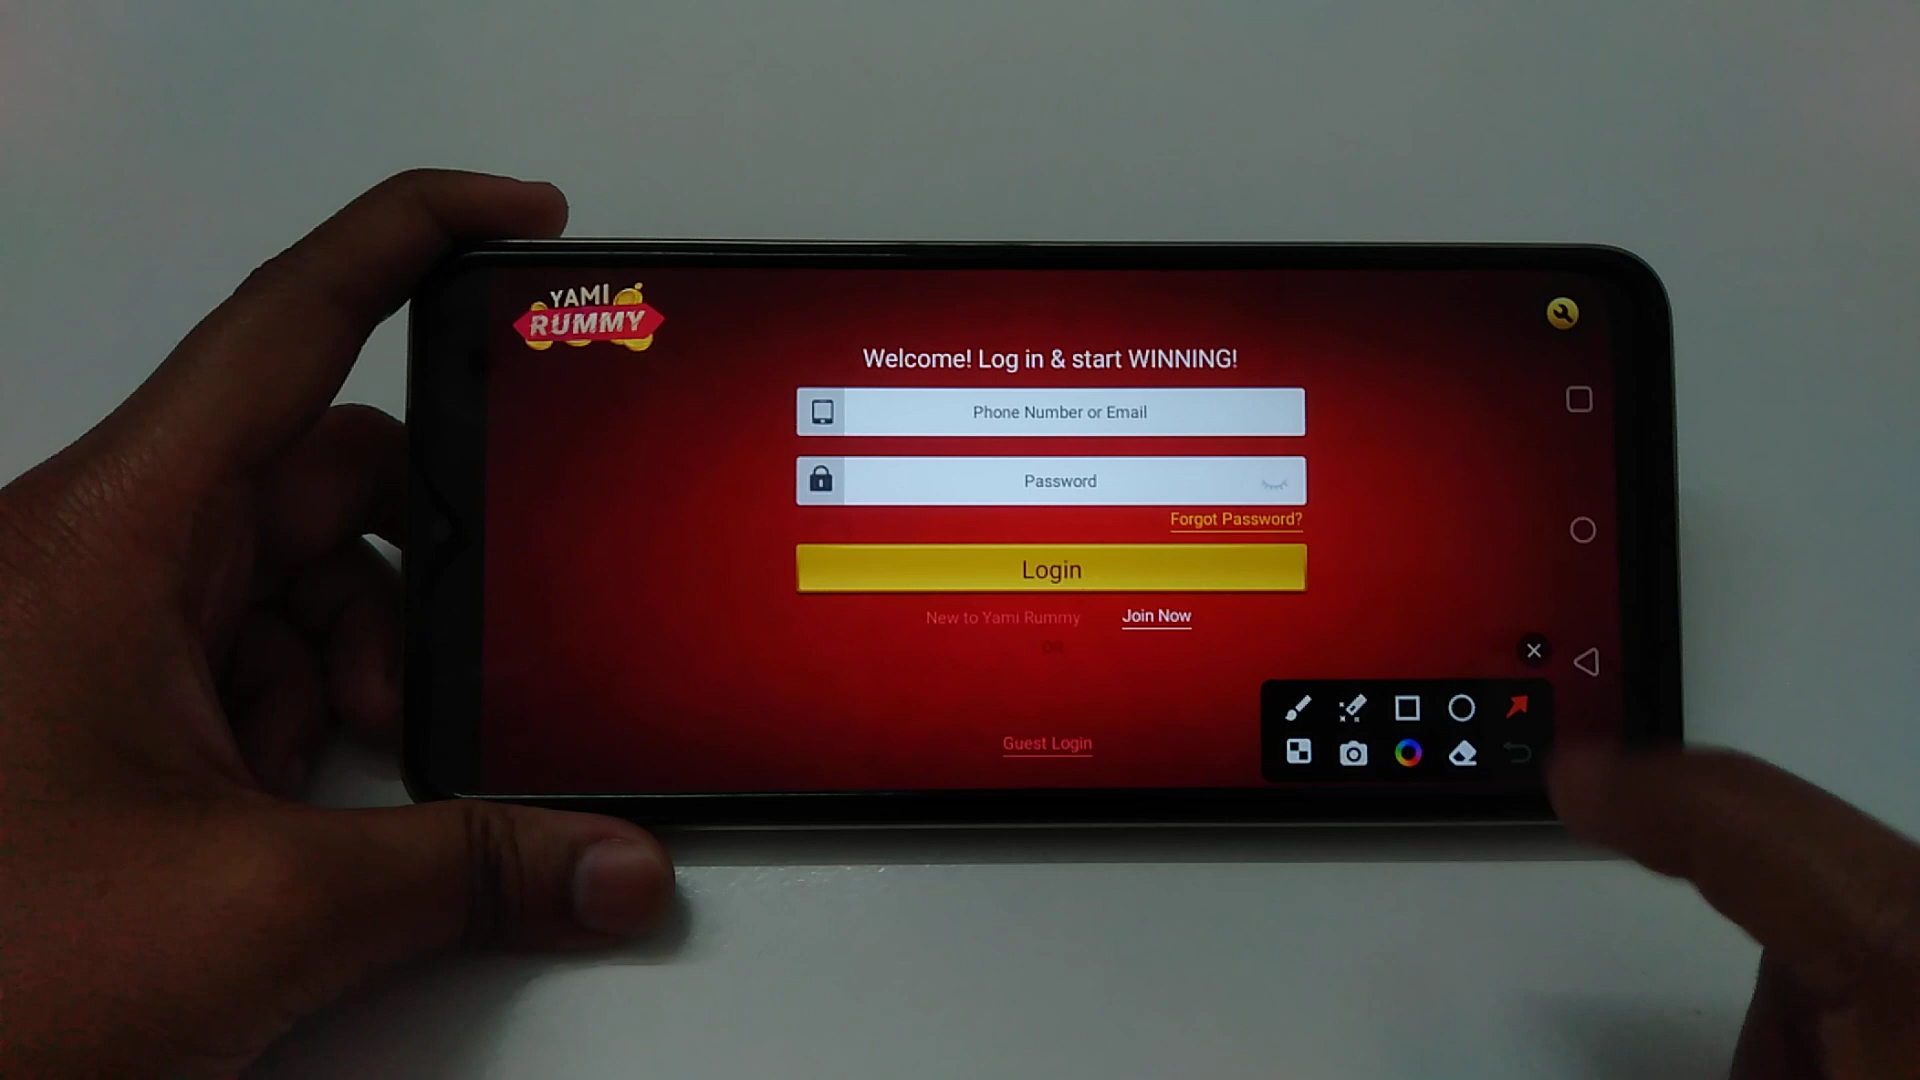 YAMI
RUMMY
Welcome! Log in & start WINNING!
Phone Number or Email
Password
Forgot Password?
Login
New to Yami Rummy Join Now
OR
Guest Login